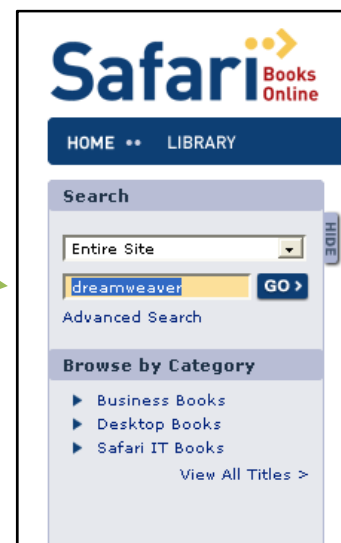 Safari Books
Online
HOME •• LIBRARY
Search
HIDE
Entire Site
dreamweaver GO >
Advanced Search
Browse by Category
Business Books
Desktop Books
Safari IT Books
View All Titles >